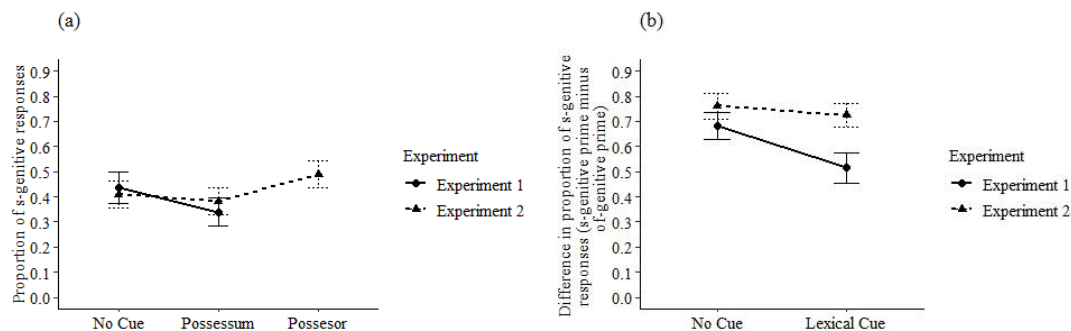 (a)
Proportion of s-genitive responses
0.9
0.8
0.7
0.6
0.5
0.4
0.3
0.2
0.1
0.0
No Cue
Possessum
Possesor
Experiment
Experiment 1
Experiment 2
(b)
Difference in proportion of s-genitive
responses (s-genitive prime minus
of-genitive prime)
0.9
0.8
0.7
0.6
0.5
0.4
0.3
0.2
0.1
0.0
No Cue
Lexical Cue
Experiment
Experiment 1
Experiment 2